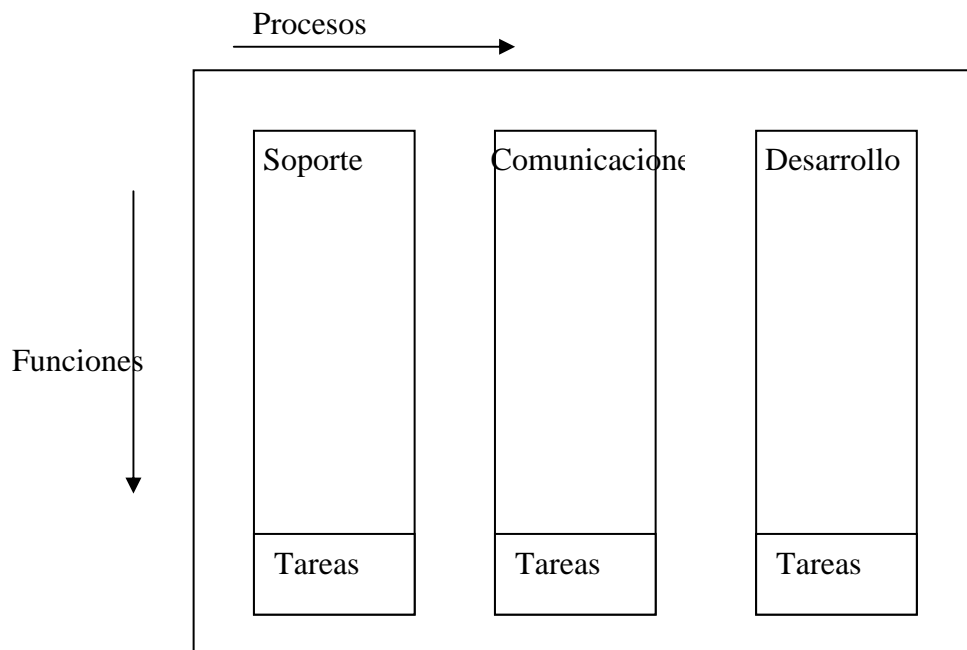 Procesos
Soporte
Comunicacione
Desarrollo
Funciones
Tareas
Tareas
Tareas